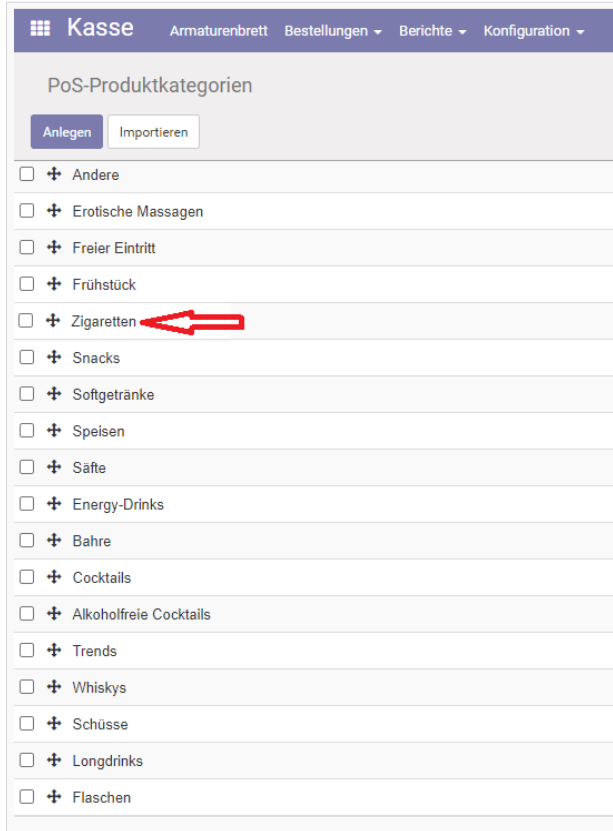 Kasse Armaturenbrett Bestellungen Berichte Konfiguration
PoS-Produktkategorien
Anlegen Importieren
Andere
Erotische Massagen
Freier Eintritt
Frühstück
Zigaretten
Snacks
Softgetränke
Speisen
Säfte
Energy-Drinks
Bahre
Cocktails
Alkoholfreie Cocktails
Trends
Whiskys
Schüsse
Longdrinks
Flaschen